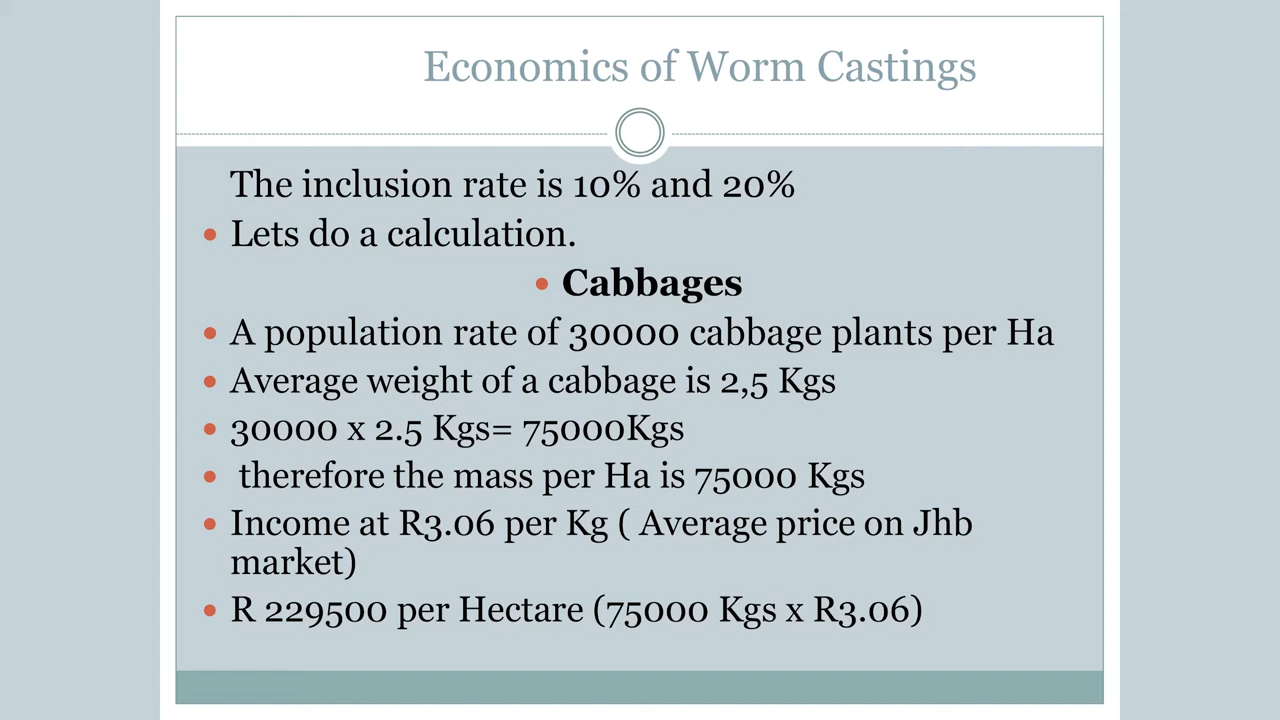 Economics of Worm Castings
The inclusion rate is 10% and 20%
• Lets do a calculation.
• Cabbages
• A population rate of 30000 cabbage plants per Ha
• Average weight of a cabbage is 2,5 Kgs
• 30000 x 2.5 Kgs= 75000Kgs
• therefore the mass per Ha is 75000 Kgs
• Income at R3.06 per Kg ( Average price on Jhb
market)
• R 229500 per Hectare (75000 Kgs x R3.06)